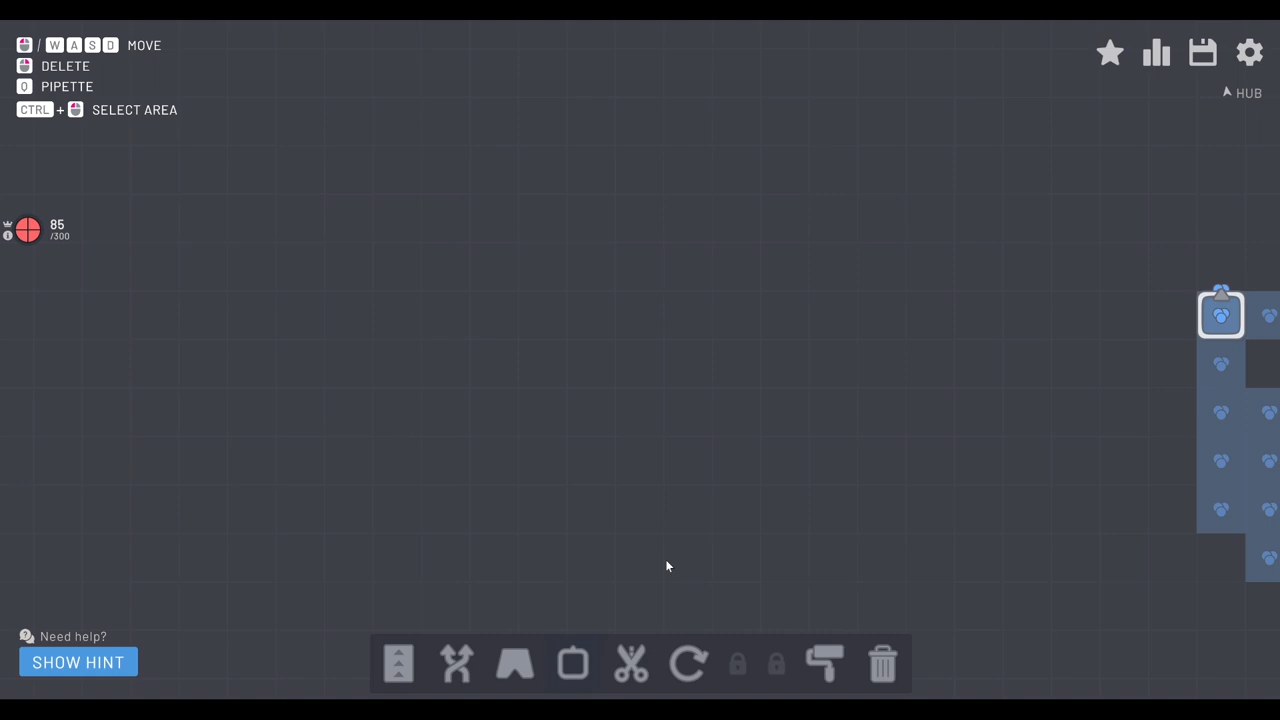 / W A S D MOVE
DELETE
Q PIPETTE
CTRL + SELECT AREA
HUB
85
/300
Need help?
SHOW HINT